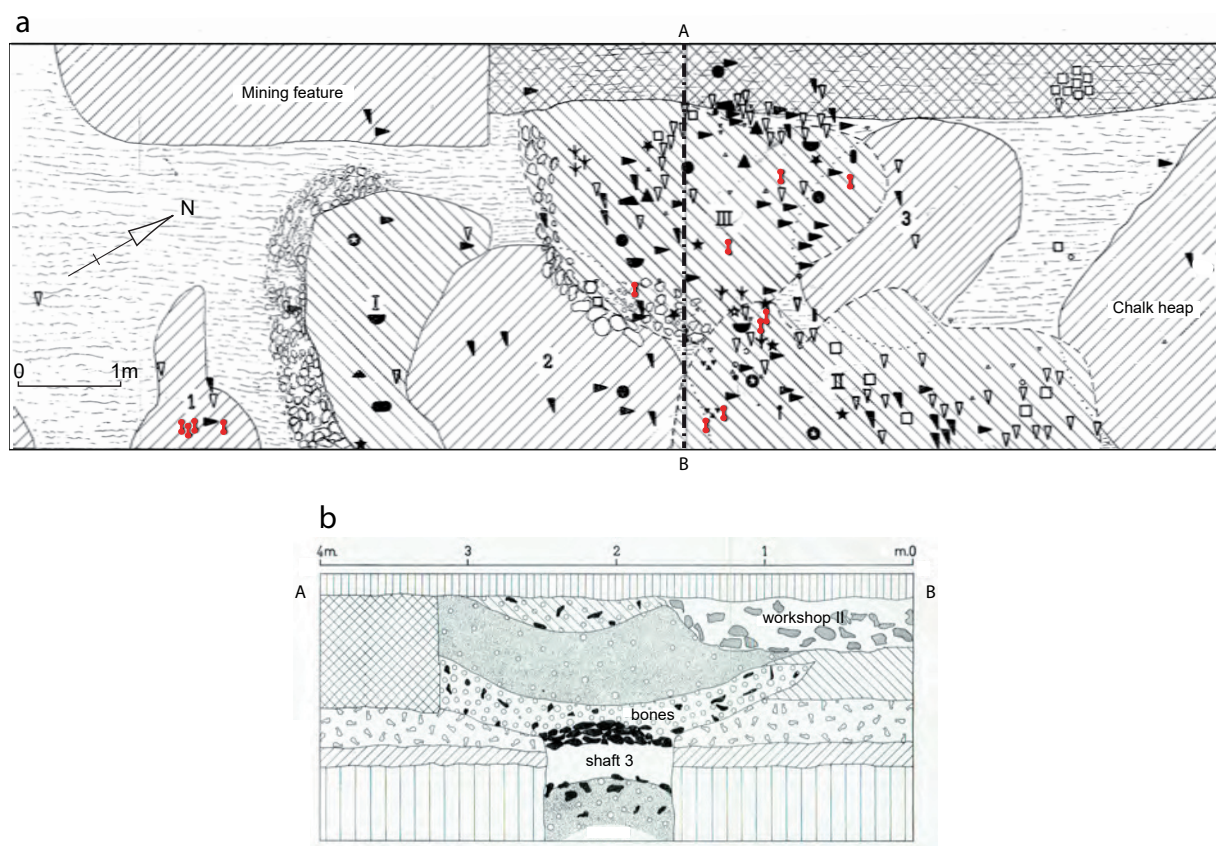 a
A
Mining feature
N
III
3
I
Chalk heap
0 1m
2
II
1
B
b
4m. 3 2 1 m.0
A B
workshop II
bones
shaft 3